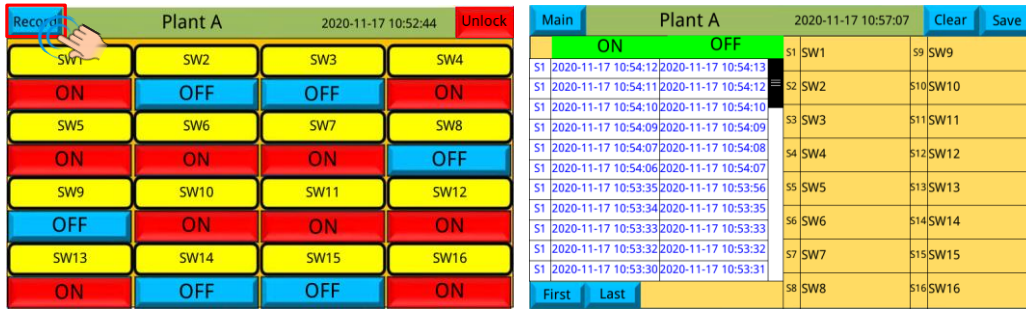 Record Plant A 2020-11-17 10:52:44 Unlock
SW1 SW2 SW3 SW4
ON OFF OFF ON
SW5 SW6 SW7 SW8
ON ON ON OFF
SW9 SW10 SW11 SW12
OFF ON ON ON
SW13 SW14 SW15 SW16
ON OFF OFF ON
Main Plant A 2020-11-17 10:57:07 Clear Save
ON OFF
S1 2020-11-17 10:54:12 2020-11-17 10:54:13
S1 2020-11-17 10:54:11 2020-11-17 10:54:12
S1 2020-11-17 10:54:10 2020-11-17 10:54:10
S1 2020-11-17 10:54:09 2020-11-17 10:54:09
S1 2020-11-17 10:54:07 2020-11-17 10:54:08
S1 2020-11-17 10:54:06 2020-11-17 10:54:07
S1 2020-11-17 10:53:35 2020-11-17 10:53:56
S1 2020-11-17 10:53:34 2020-11-17 10:53:35
S1 2020-11-17 10:53:33 2020-11-17 10:53:33
S1 2020-11-17 10:53:32 2020-11-17 10:53:32
S1 2020-11-17 10:53:30 2020-11-17 10:53:31
First Last
S1 SW1 S9 SW9
S2 SW2 S10 SW10
S3 SW3 S11 SW11
S4 SW4 S12 SW12
S5 SW5 S13 SW13
S6 SW6 S14 SW14
S7 SW7 S15 SW15
S8 SW8 S16 SW16